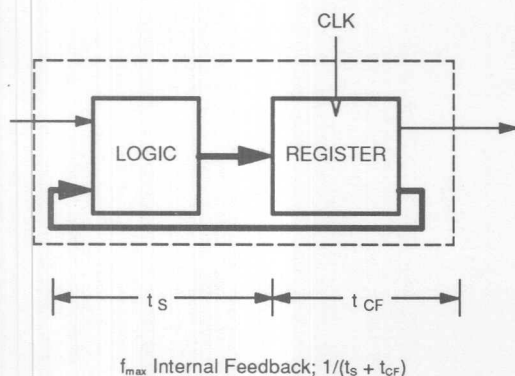 CLK
LOGIC
REGISTER
t S
t CF
fmax Internal Feedback; 1/(tS + tCF)